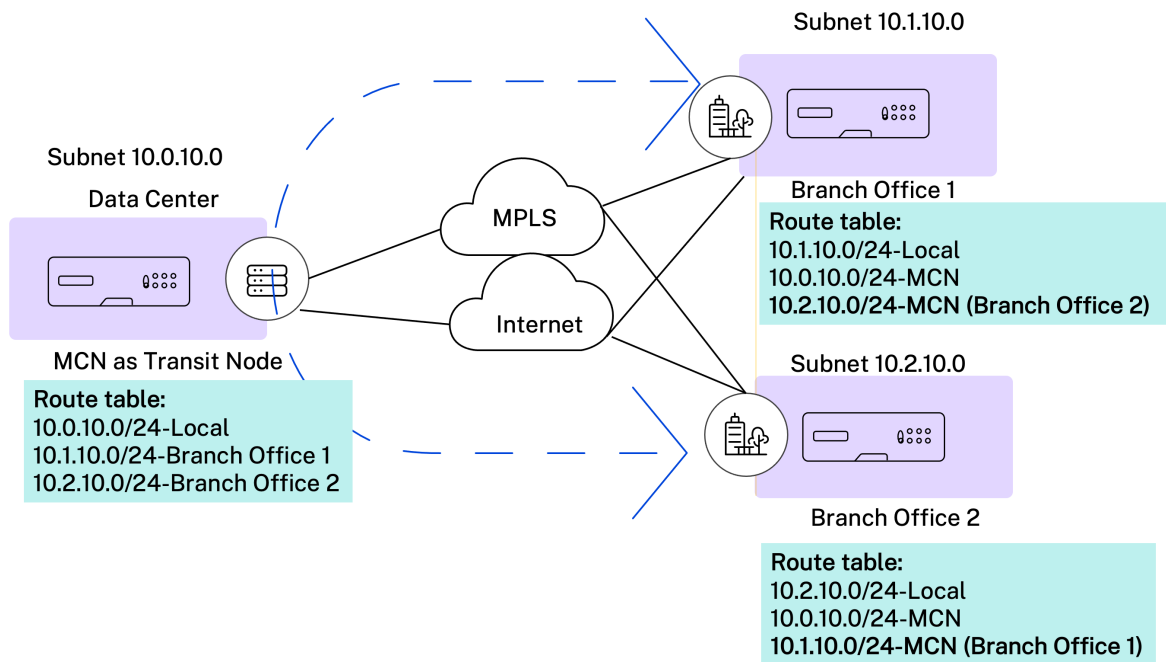 Subnet 10.0.10.0
Data Center
MCN as Transit Node
Route table:
10.0.10.0/24-Local
10.1.10.0/24-Branch Office 1
10.2.10.0/24-Branch Office 2
MPLS
Internet
Subnet 10.1.10.0
Branch Office 1
Route table:
10.1.10.0/24-Local
10.0.10.0/24-MCN
10.2.10.0/24-MCN (Branch Office 2)
Subnet 10.2.10.0
Branch Office 2
Route table:
10.2.10.0/24-Local
10.0.10.0/24-MCN
10.1.10.0/24-MCN (Branch Office 1)